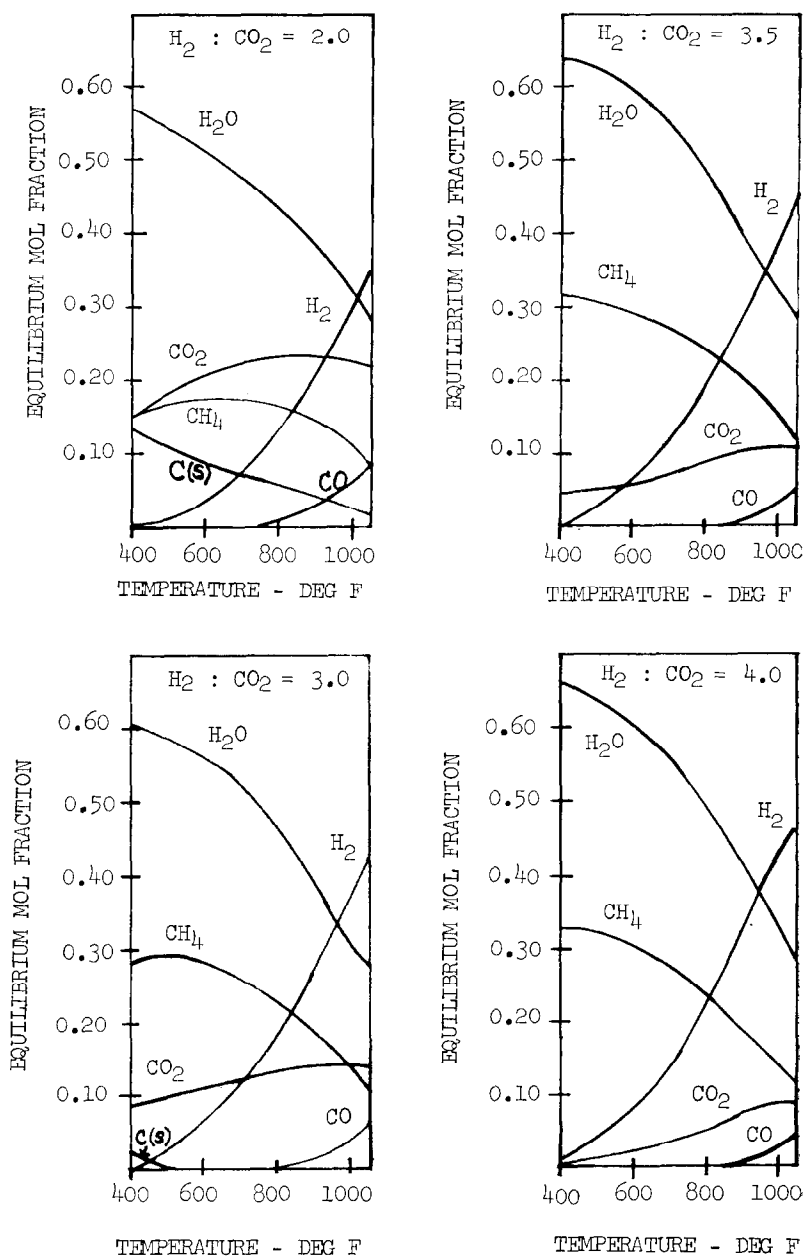 H2 : CO2 = 2.0
EQUILIBRIUM MOL FRACTION
0.60
0.50
0.40
0.30
0.20
0.10
H2O
H2
CO2
CH4
C(S)
CO
400 600 800 1000
TEMPERATURE - DEG F
H2 : CO2 = 3.5
EQUILIBRIUM MOL FRACTION
0.60
0.50
0.40
0.30
0.20
0.10
H2O
H2
CH4
CO2
CO
400 600 800 1000
TEMPERATURE - DEG F
H2 : CO2 = 3.0
EQUILIBRIUM MOL FRACTION
0.60
0.50
0.40
0.30
0.20
0.10
H2O
H2
CH4
CO2
C(s)
CO
400 600 800 1000
TEMPERATURE - DEG F
H2 : CO2 = 4.0
EQUILIBRIUM MOL FRACTION
0.60
0.50
0.40
0.30
0.20
0.10
H2O
H2
CH4
CO2
CO
400 600 800 1000
TEMPERATURE - DEG F